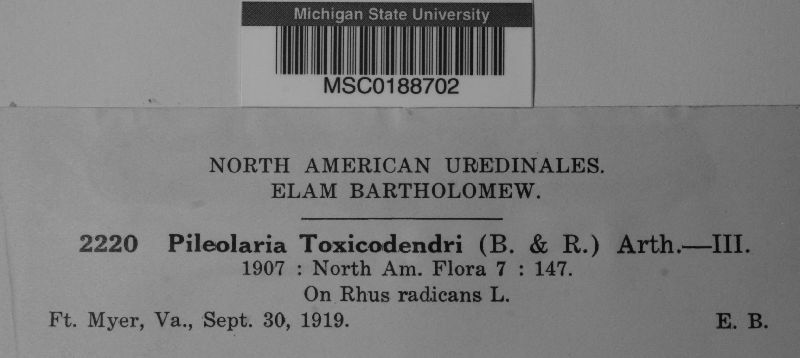 Michigan State University
MSC0188702
NORTH AMERICAN UREDINALES.
ELAM BARTHOLOMEW.
2220 Pileolaria Toxicodendri (B. & R.) Arth.—III.
1907 : North Am. Flora 7 : 147.
On Rhus radicans L.
Ft. Myer, Va., Sept. 30, 1919. E. B.